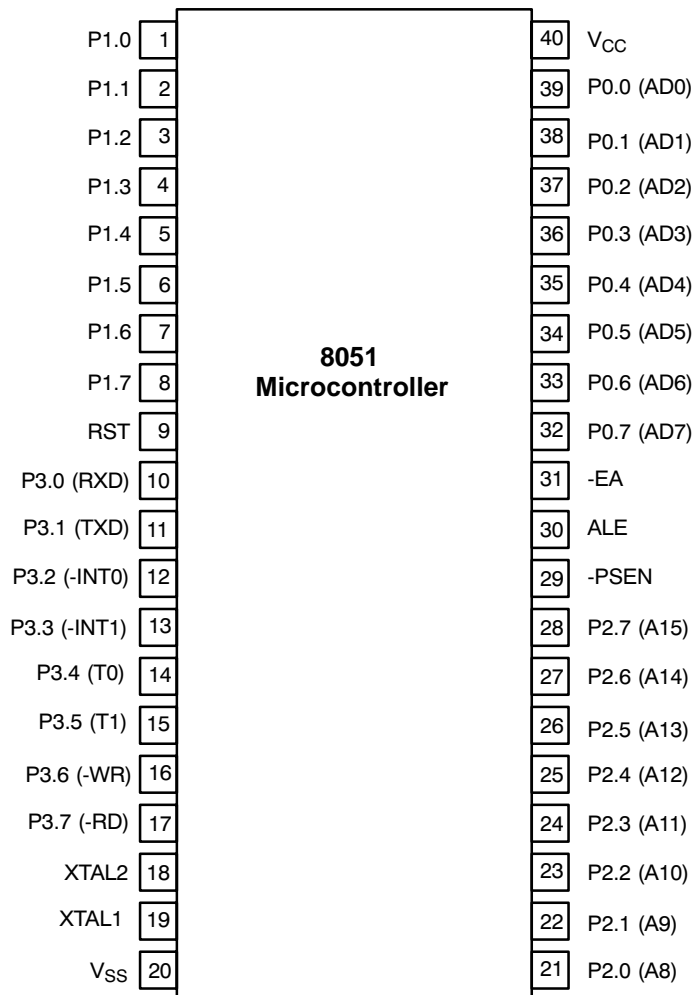 P1.0 1 40 VCC
P1.1 2 39 P0.0 (AD0)
P1.2 3 38 P0.1 (AD1)
P1.3 4 37 P0.2 (AD2)
P1.4 5 36 P0.3 (AD3)
P1.5 6 35 P0.4 (AD4)
P1.6 7 34 P0.5 (AD5)
8051
Microcontroller
P1.7 8 33 P0.6 (AD6)
RST 9 32 P0.7 (AD7)
P3.0 (RXD) 10 31 -EA
P3.1 (TXD) 11 30 ALE
P3.2 (-INT0) 12 29 -PSEN
P3.3 (-INT1) 13 28 P2.7 (A15)
P3.4 (T0) 14 27 P2.6 (A14)
P3.5 (T1) 15 26 P2.5 (A13)
P3.6 (-WR) 16 25 P2.4 (A12)
P3.7 (-RD) 17 24 P2.3 (A11)
XTAL2 18 23 P2.2 (A10)
XTAL1 19 22 P2.1 (A9)
VSS 20 21 P2.0 (A8)